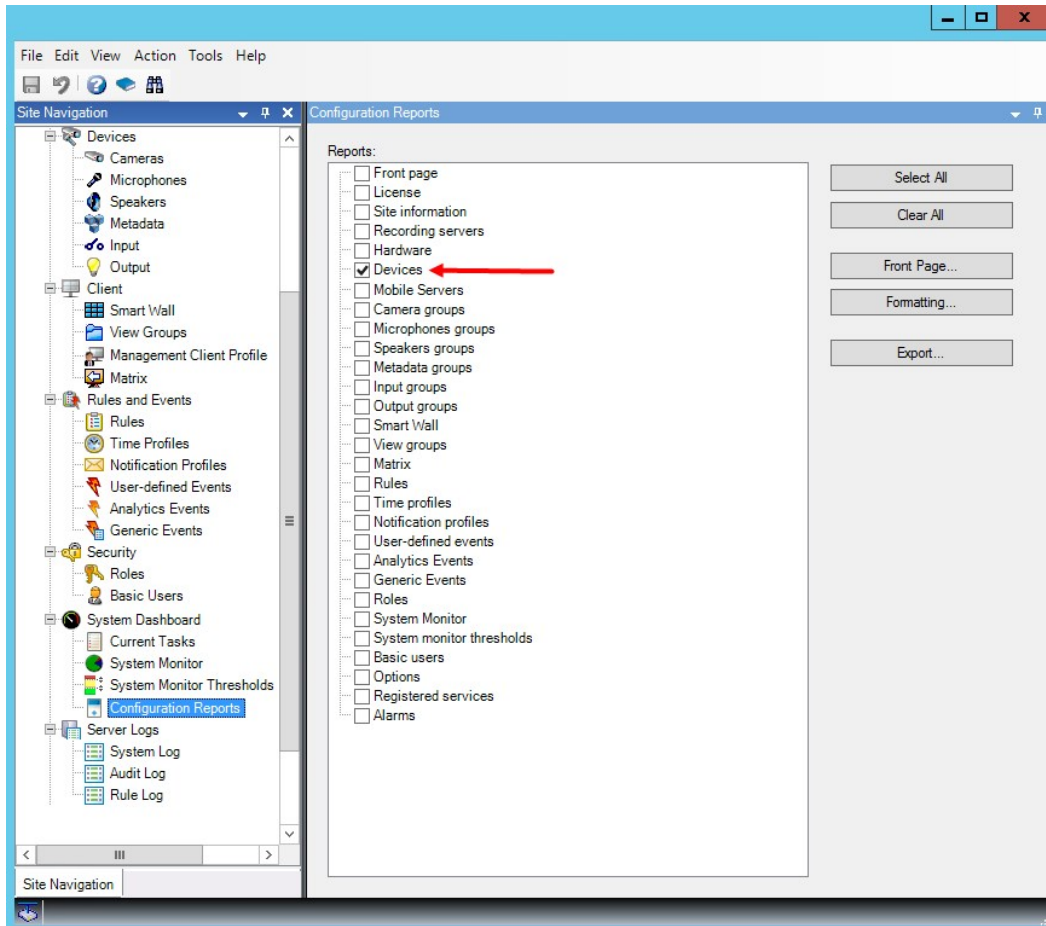 x
File Edit View Action Tools Help
Site Navigation
Devices
Cameras
Microphones
Speakers
Metadata
Input
Output
Client
Smart Wall
View Groups
Management Client Profile
Matrix
Rules and Events
Rules
Time Profiles
Notification Profiles
User-defined Events
Analytics Events
Generic Events
Security
Roles
Basic Users
System Dashboard
Current Tasks
System Monitor
System Monitor Thresholds
Configuration Reports
Server Logs
System Log
Audit Log
Rule Log
Site Navigation
Configuration Reports
Reports:
Front page
License
Site information
Recording servers
Hardware
Devices
Mobile Servers
Camera groups
Microphones groups
Speakers groups
Metadata groups
Input groups
Output groups
Smart Wall
View groups
Matrix
Rules
Time profiles
Notification profiles
User-defined events
Analytics Events
Generic Events
Roles
System Monitor
System monitor thresholds
Basic users
Options
Registered services
Alarms
Select All
Clear All
Front Page...
Formatting...
Export...